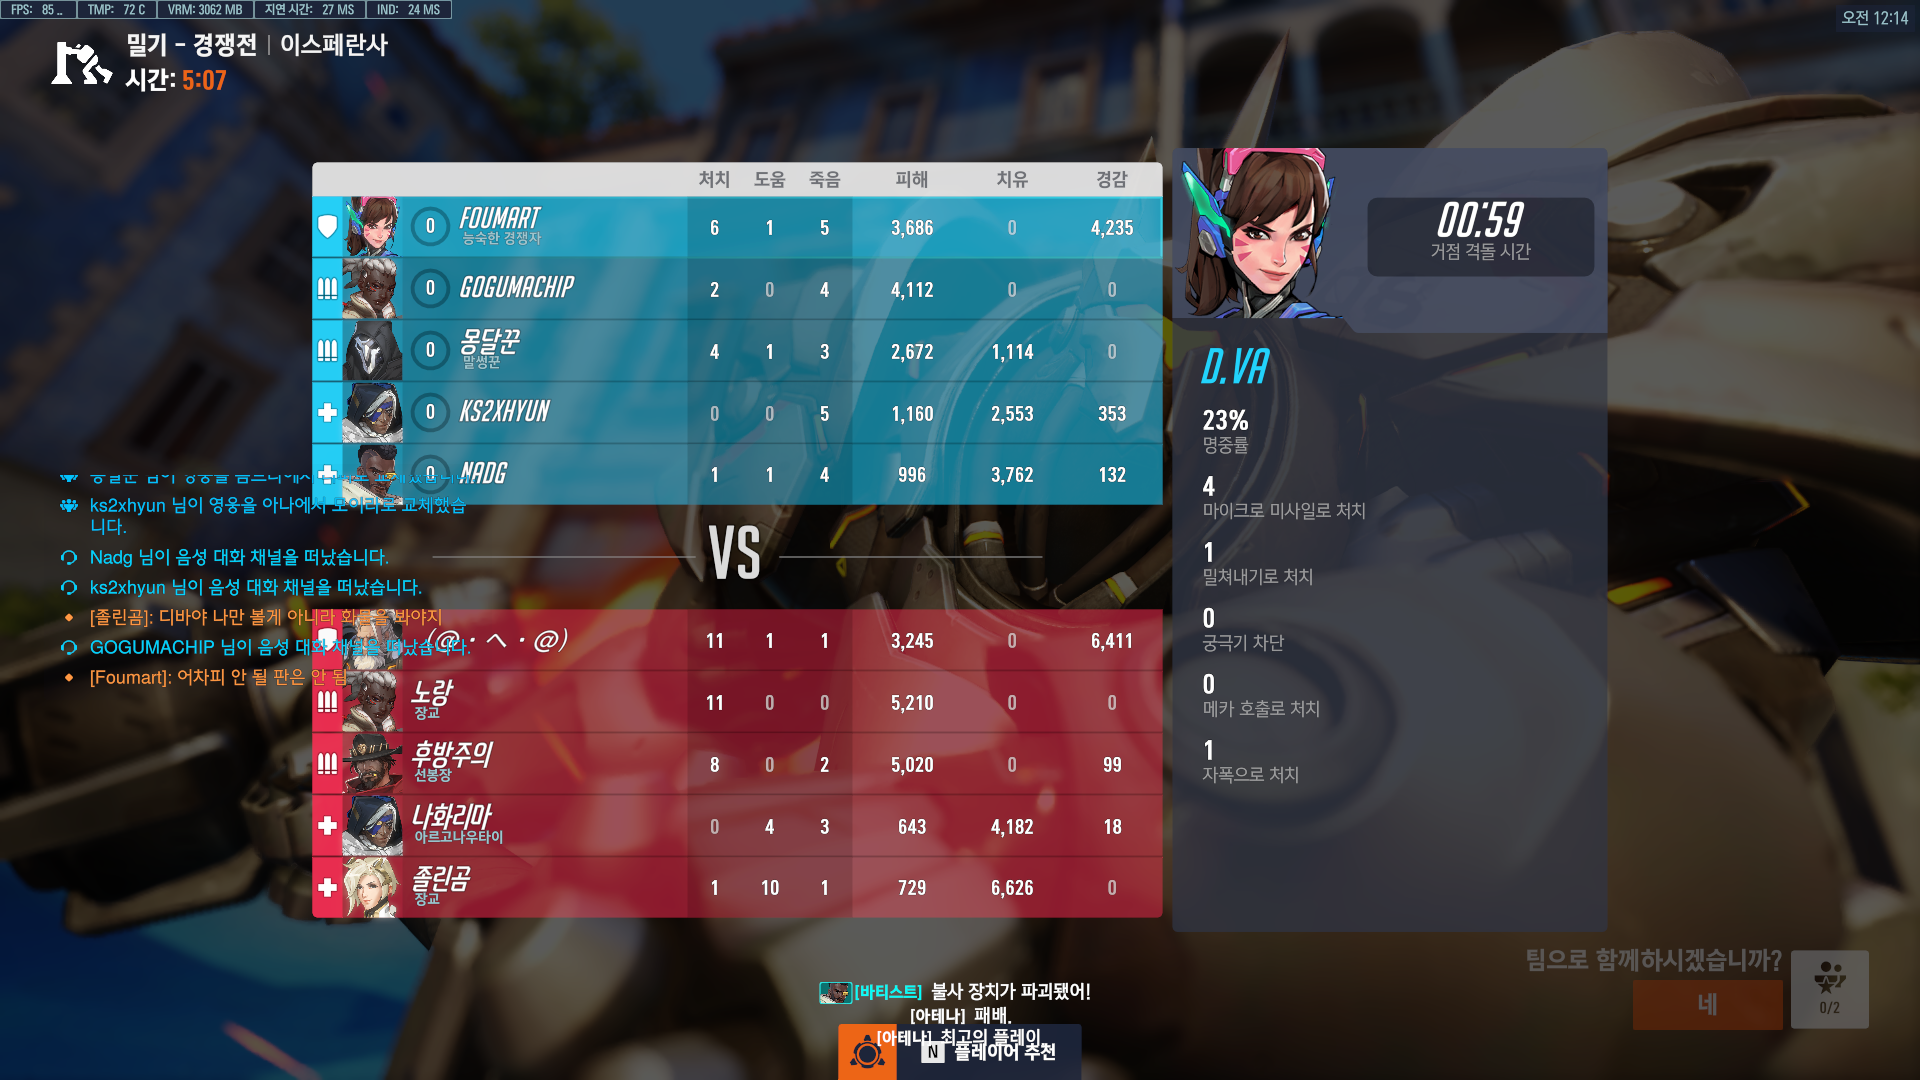 FPS: 85 .. TMP: 72 C VRM: 3062 MB 지연 시간: 27 MS IND: 24 MS
오전 12:14
밀기 - 경쟁전 | 이스페란사
시간: 5:07
처치 도움 죽음 피해 치유 경감
0 FOUMART 6 1 5 3,686 0 4,235
능숙한 경쟁자
0 GOGUMACHIP 2 0 4 4,112 0 0
0 몽달꾼 4 1 3 2,672 1,114 0
말썽꾼
0 KS2XHYUN 0 0 5 1,160 2,553 353
0 NADG 1 1 4 996 3,762 132
ks2xhyun 님이 영웅을 아나에서 모이라로 교체했습
니다.
Nadg 님이 음성 대화 채널을 떠났습니다.
ks2xhyun 님이 음성 대화 채널을 떠났습니다.
[졸린곰]: 디바야 나만 볼게 아니라 화물을 봐야지
GOGUMACHIP 님이 음성 대화 채널을 떠났습니다.
[Foumart]: 어차피 안 될 판은 안 됨
VS
(@・へ・@) 11 1 1 3,245 0 6,411
노랑 11 0 0 5,210 0 0
장교
후방주의 8 0 2 5,020 0 99
선봉장
나화리마 0 4 3 643 4,182 18
아르고나우타이
졸린곰 1 10 1 729 6,626 0
장교
00:59
거점 격돌 시간
D.VA
23%
명중률
4
마이크로 미사일로 처치
1
밀쳐내기로 처치
0
궁극기 차단
0
메카 호출로 처치
1
자폭으로 처치
팀으로 함께하시겠습니까?
네
0/2
[바티스트] 불사 장치가 파괴됐어!
[아테나] 패배.
[아테나] 최고의 플레이.
N 플레이어 추천